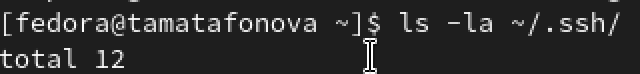 [fedora@tamatafonova ~]$ ls -la ~/.ssh/
total 12